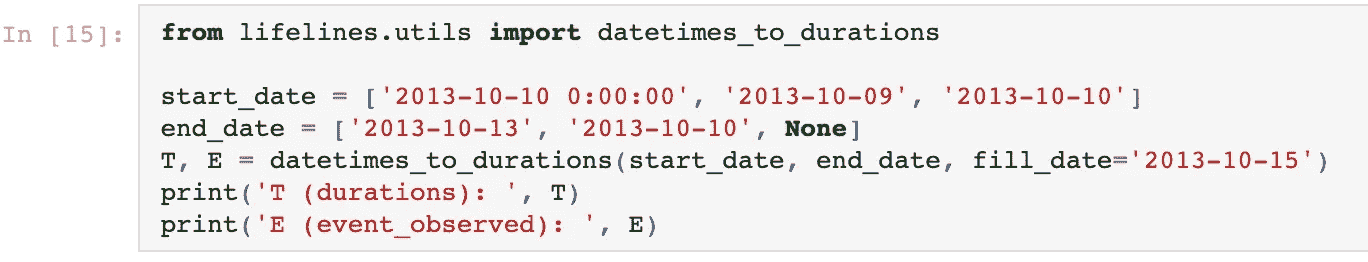 In [15]: from lifelines.utils import datetimes_to_durations
start_date = ['2013-10-10 0:00:00', '2013-10-09', '2013-10-10']
end_date = ['2013-10-13', '2013-10-10', None]
T, E = datetimes_to_durations(start_date, end_date, fill_date='2013-10-15')
print('T (durations): ', T)
print('E (event_observed): ', E)